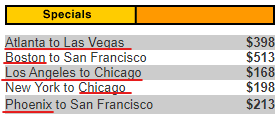 Specials
Atlanta to Las Vegas $398
Boston to San Francisco $513
Los Angeles to Chicago $168
New York to Chicago $198
Phoenix to San Francisco $213